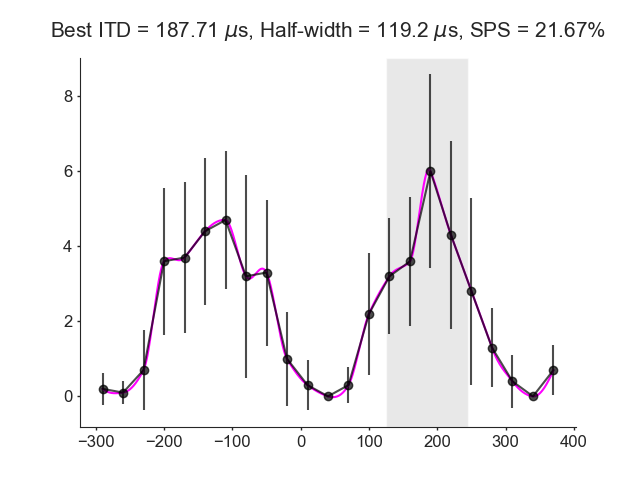 Best ITD = 187.71 μs, Half-width = 119.2 μs, SPS = 21.67%
8
6
4
2
0
−300 −200 −100 0 100 200 300 400